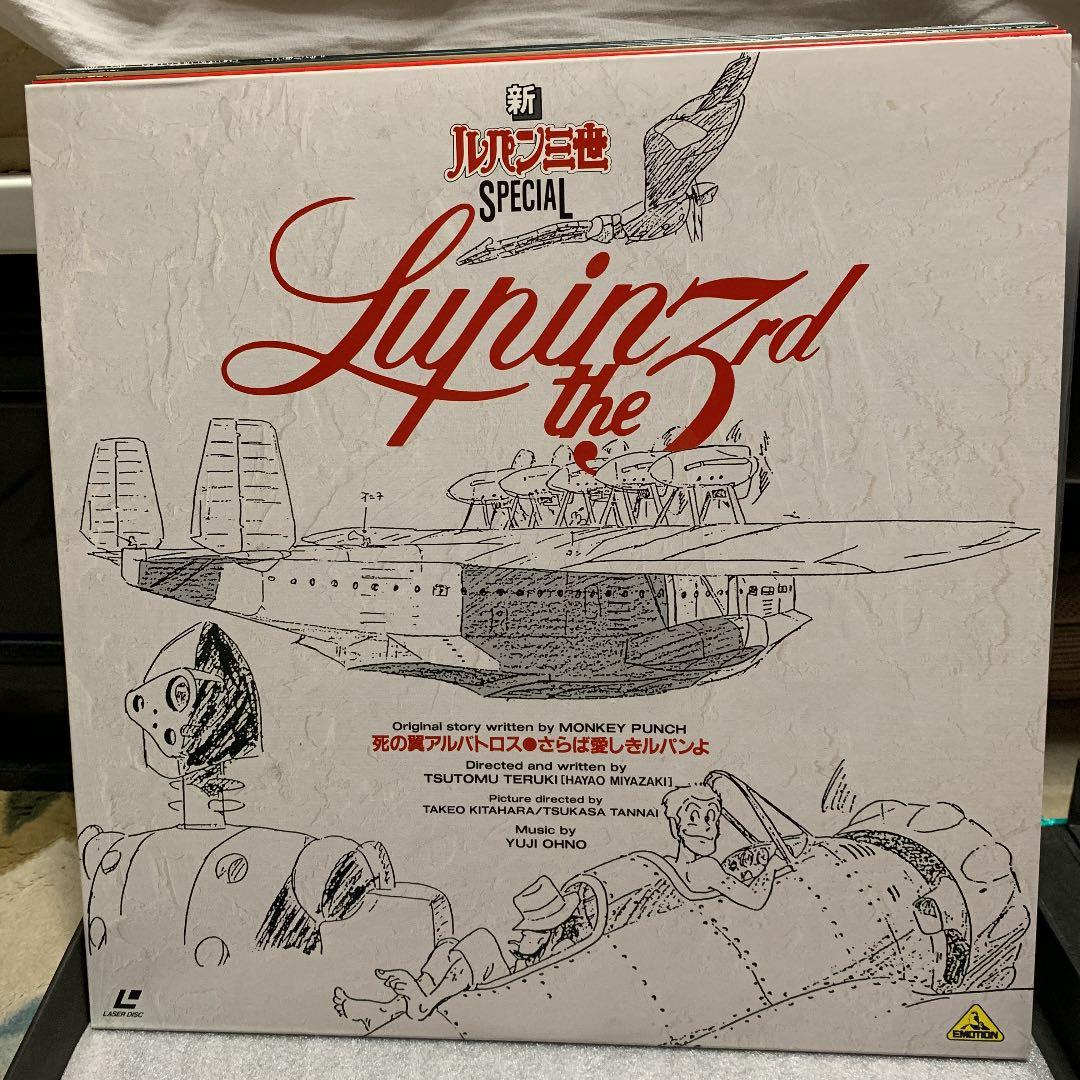 新
ルパン三世
SPECIAL
Lupin the 3rd
Original story written by MONKEY PUNCH
死の翼アルバトロス●さらば愛しきルパンよ
Directed and written by
TSUTOMU TERUKI [HAYAO MIYAZAKI]
Picture directed by
TAKEO KITAHARA/TSUKASA TANNAI
Music by
YUJI OHNO
LASER DISC
EMOTION